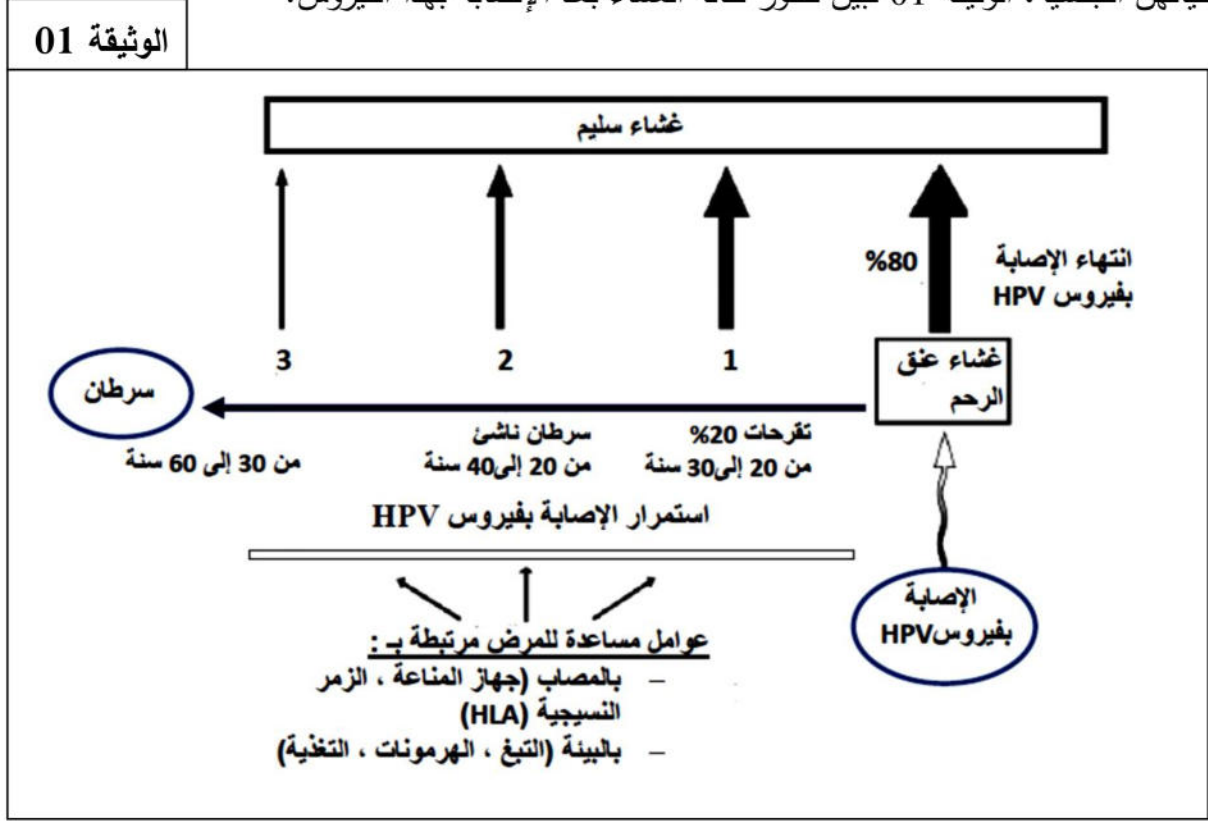 الوثيقة 01
غشاء سليم
%80
انتهاء الإصابة
بفيروس HPV
3
2
1
غشاء عنق
الرحم
سرطان
تقرحات 20%
من 20 إلى30 سنة
سرطان ناشئ
من 20 إلى 40 سنة
من 30 إلى 60 سنة
استمرار الإصابة بفيروس HPV
الإصابة
بفيروسHPV
عوامل مساعدة للمرض مرتبطة بـ :
– بالمصاب (جهاز المناعة ، الزمر
النسيجية (HLA)
– بالبيئة (التبغ ، الهرمونات ، التغذية)